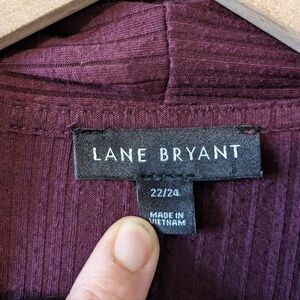 LANE BRYANT
22/24
MADE IN
VIETNAM